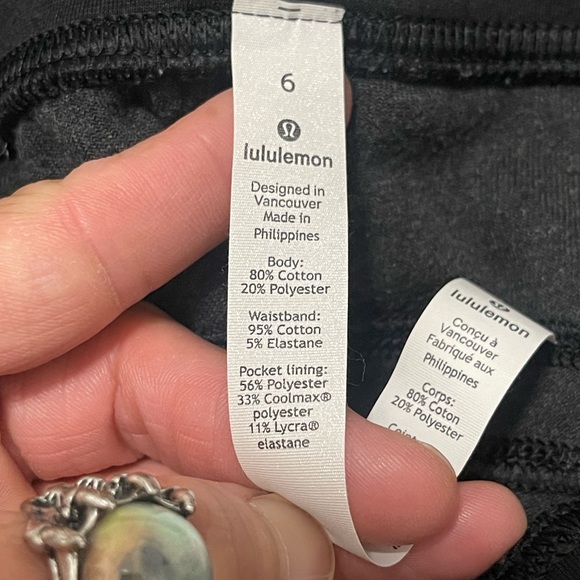 6
lululemon
Designed in
Vancouver
Made in
Philippines
Body:
80% Cotton
20% Polyester
Waistband:
95% Cotton
5% Elastane
Pocket lining:
56% Polyester
33% Coolmax®
polyester
11% Lycra®
elastane
lululemon
Conçu à
Vancouver
Fabriqué aux
Philippines
Corps:
80% Coton
20% Polyester